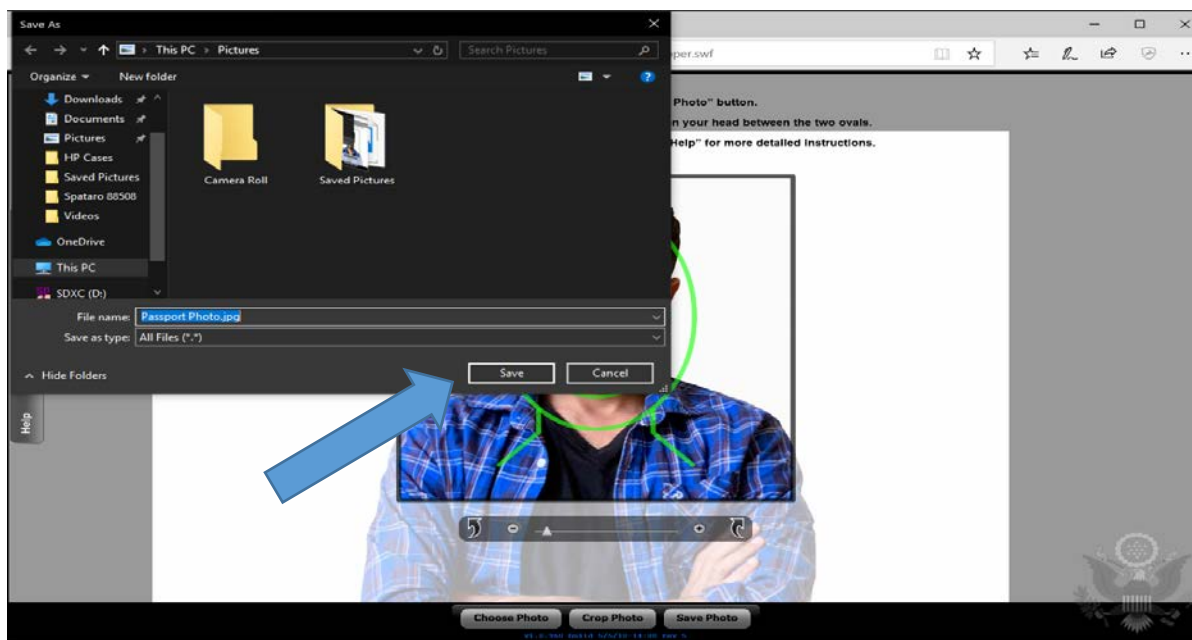 Save As
This PC > Pictures
Search Pictures
per.swf
Organize
New folder
Photo" button.
n your head between the two ovals.
Help" for more detailed instructions.
Downloads
Documents
Pictures
HP Cases
Saved Pictures
Spataro 88508
Videos
OneDrive
This PC
SDXC (D:)
Camera Roll
Saved Pictures
File name: Passport Photo.jpg
Save as type: All Files (*.*)
Hide Folders
Save
Cancel
Help
Choose Photo
Crop Photo
Save Photo